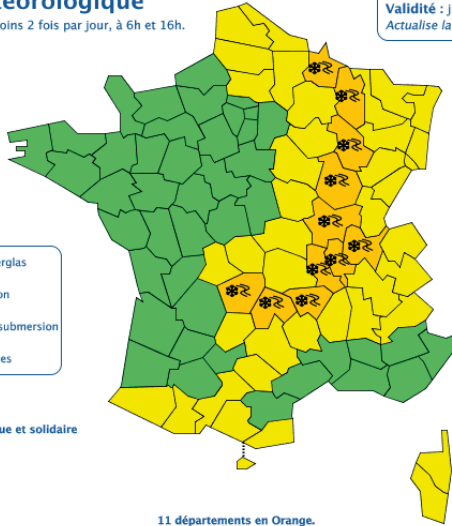 téorologique
oins 2 fois par jour, à 6h et 16h.
Validité : j
Actualise la
erglas
on
submersion
es
ue et solidaire
11 départements en Orange.